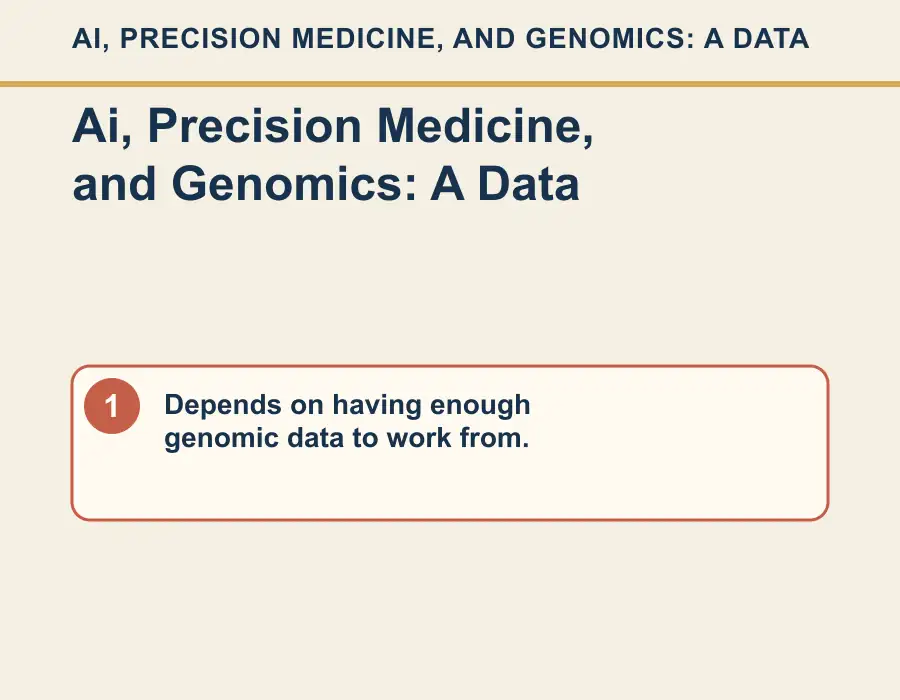 AI, PRECISION MEDICINE, AND GENOMICS: A DATA
Ai, Precision Medicine,
and Genomics: A Data
1
Depends on having enough
genomic data to work from.